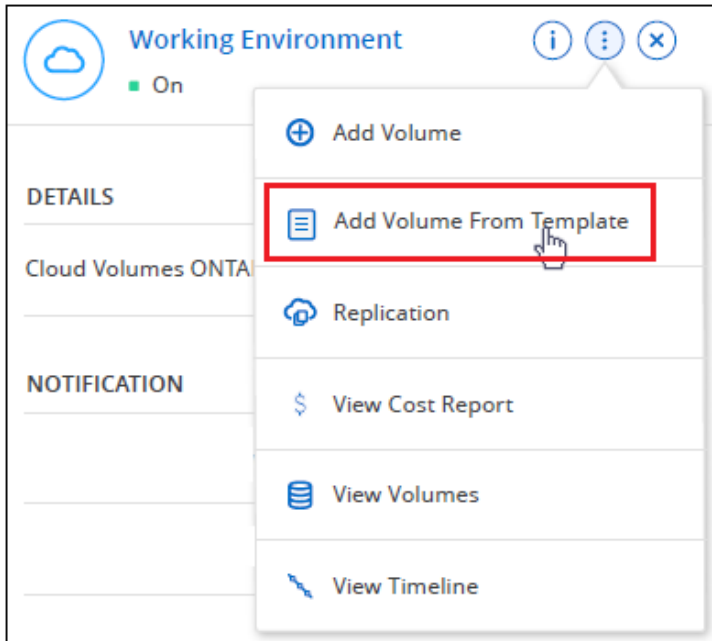 Working Environment
On
Add Volume
DETAILS
Add Volume From Template
Cloud Volumes ONTA
Replication
NOTIFICATION
$ View Cost Report
View Volumes
View Timeline